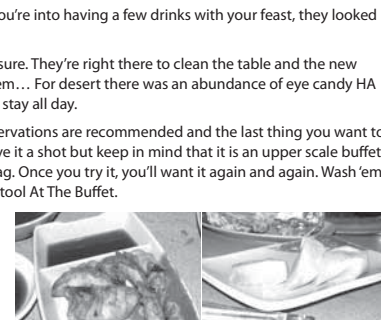 ou're into having a few drinks with your feast, they looked
sure. They're right there to clean the table and the new
em… For desert there was an abundance of eye candy HA
stay all day.
ervations are recommended and the last thing you want to
ve it a shot but keep in mind that it is an upper scale buffet
ag. Once you try it, you'll want it again and again. Wash 'em
tool At The Buffet.